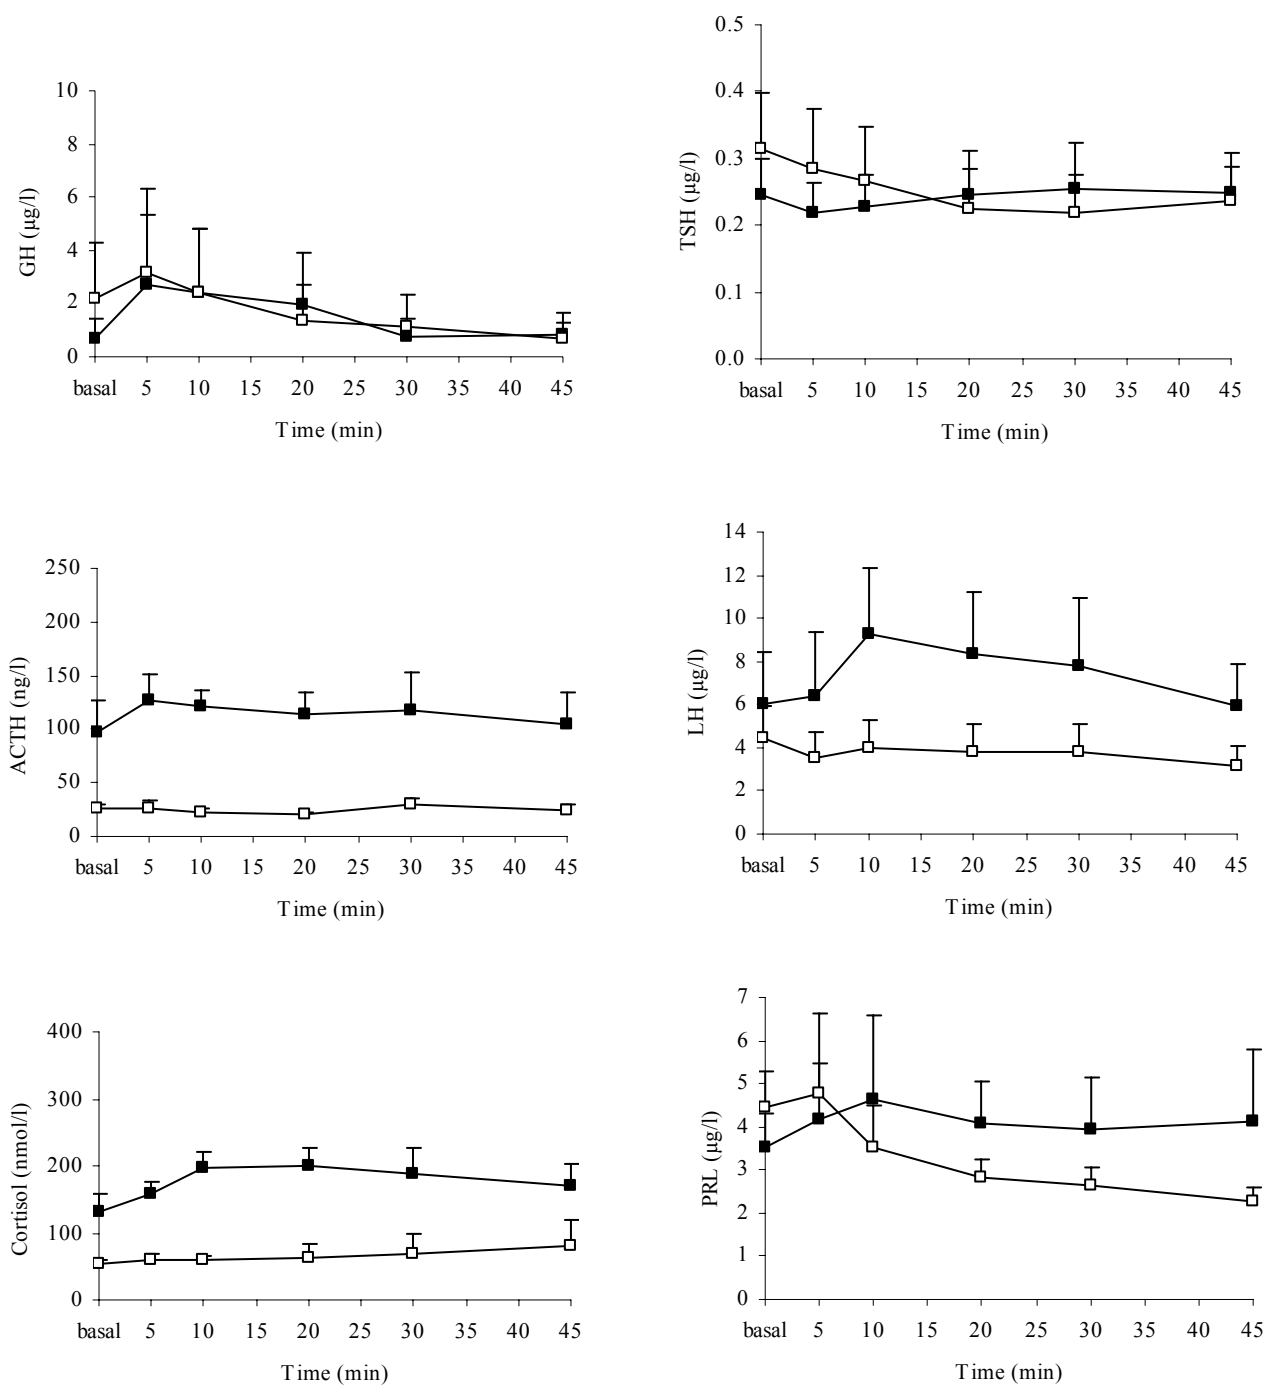 10
8
6
4
2
0
GH (µg/l)
basal 5 10 15 20 25 30 35 40 45
Time (min)
0.5
0.4
0.3
0.2
0.1
0.0
TSH (µg/l)
basal 5 10 15 20 25 30 35 40 45
Time (min)
250
200
150
100
50
0
ACTH (ng/l)
basal 5 10 15 20 25 30 35 40 45
Time (min)
14
12
10
8
6
4
2
0
LH (µg/l)
basal 5 10 15 20 25 30 35 40 45
Time (min)
400
300
200
100
0
Cortisol (nmol/l)
basal 5 10 15 20 25 30 35 40 45
Time (min)
7
6
5
4
3
2
1
0
PRL (µg/l)
basal 5 10 15 20 25 30 35 40 45
Time (min)